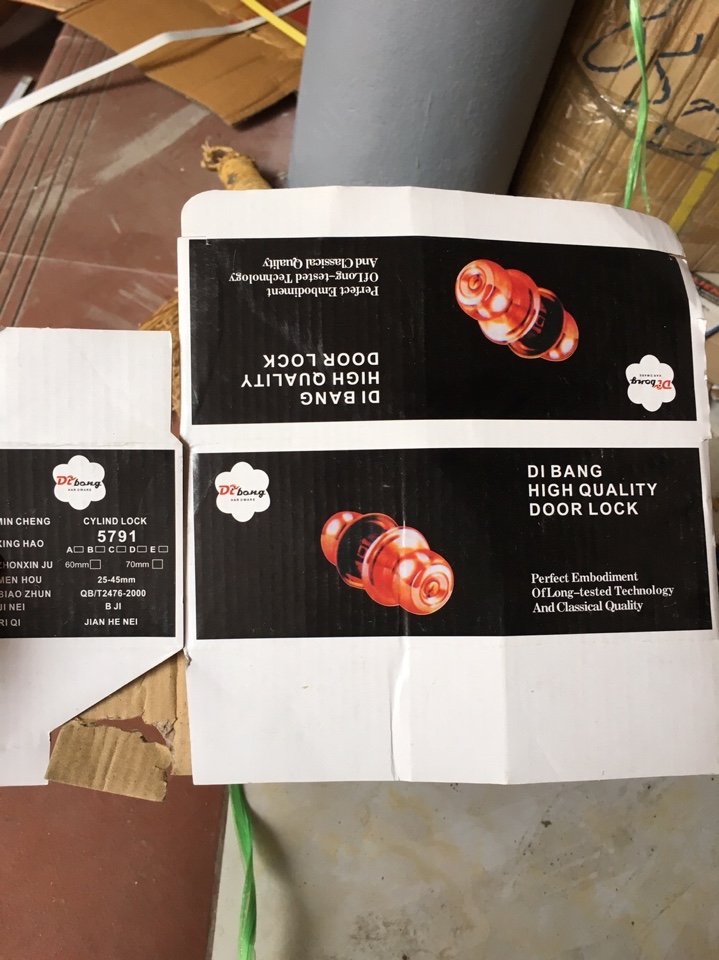 Perfect Embodiment
Of Long-tested Technology
And Classical Quality
DI BANG
HIGH QUALITY
DOOR LOCK
Di bang
HARDWARE
Di bang
HARDWARE
MIN CHENG CYLIND LOCK
XING HAO 5791
A B C D E
ZHONXIN JU 60mm 70mm
MEN HOU 25-45mm
BIAO ZHUN QB/T2476-2000
JI NEI B JI
RI QI JIAN HE NEI
Di bang
HARDWARE
DI BANG
HIGH QUALITY
DOOR LOCK
Perfect Embodiment
Of Long-tested Technology
And Classical Quality